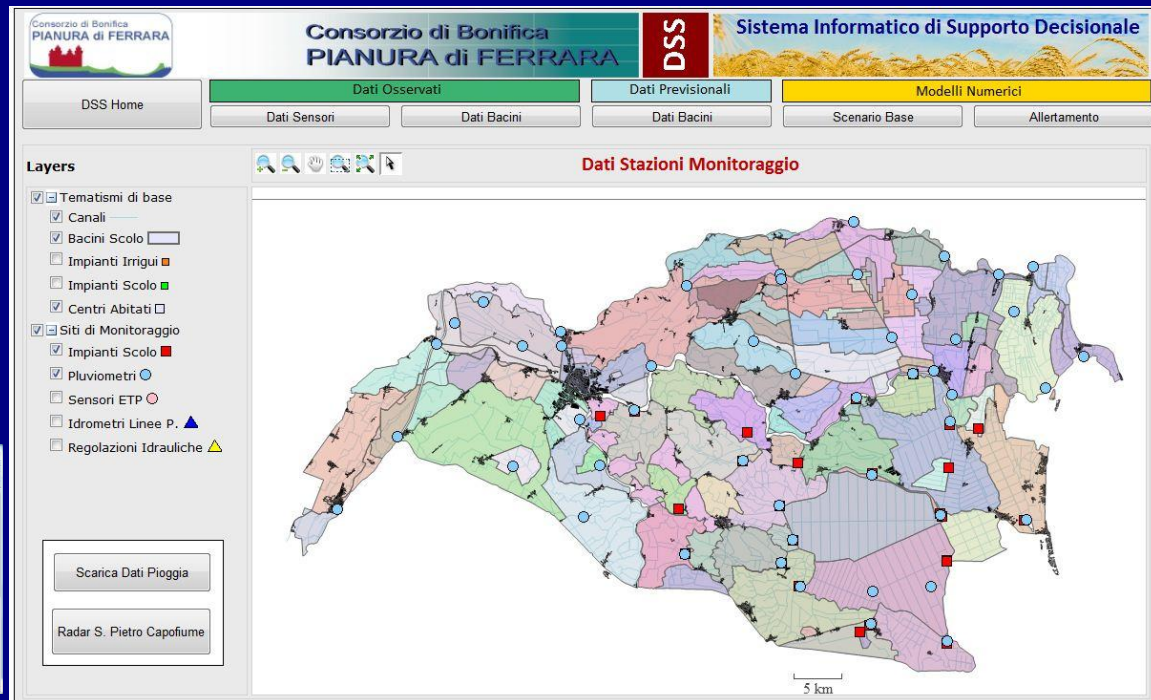 Consorzio di Bonifica
PIANURA di FERRARA
Consorzio di Bonifica
PIANURA di FERRARA
DSS
Sistema Informatico di Supporto Decisionale
DSS Home
Dati Osservati
Dati Previsionali
Modelli Numerici
Dati Sensori
Dati Bacini
Dati Bacini
Scenario Base
Allertamento
Layers
Dati Stazioni Monitoraggio
Tematismi di base
Canali
Bacini Scolo
Impianti Irrigui
Impianti Scolo
Centri Abitati
Siti di Monitoraggio
Impianti Scolo
Pluviometri
Sensori ETP
Idrometri Linee P.
Regolazioni Idrauliche
Scarica Dati Pioggia
Radar S. Pietro Capofiume
5 km